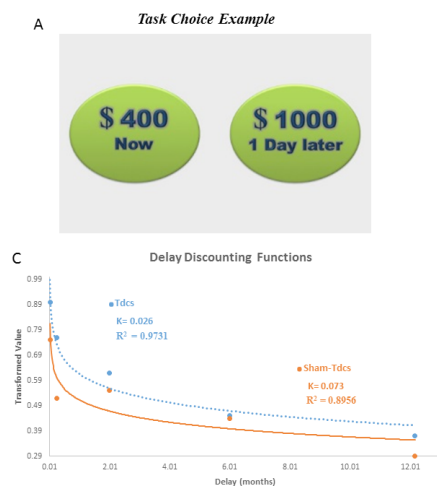 A
Task Choice Example
$ 400
Now
$ 1000
1 Day later
C
Delay Discounting Functions
Transformed Value
0.99
0.89
0.79
0.69
0.59
0.49
0.39
0.29
Tdcs
K= 0.026
R² = 0.9731
Sham-Tdcs
K= 0.073
R² = 0.8956
0.01 2.01 4.01 6.01 8.01 10.01 12.01
Delay (months)